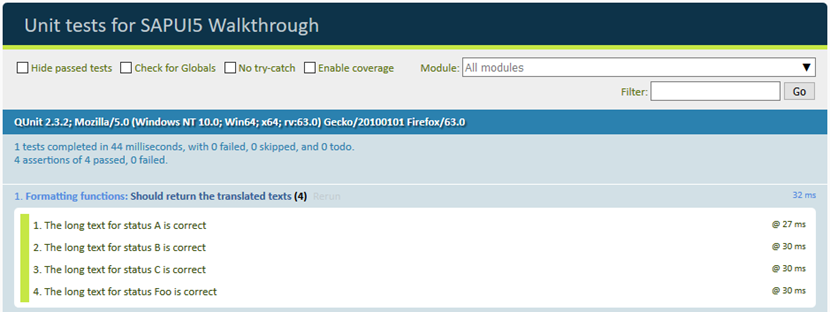 Unit tests for SAPUI5 Walkthrough
Hide passed tests Check for Globals No try-catch Enable coverage Module: All modules
Filter: Go
QUnit 2.3.2; Mozilla/5.0 (Windows NT 10.0; Win64; x64; rv:63.0) Gecko/20100101 Firefox/63.0
1 tests completed in 44 milliseconds, with 0 failed, 0 skipped, and 0 todo.
4 assertions of 4 passed, 0 failed.
1. Formatting functions: Should return the translated texts (4) Rerun 32 ms
1. The long text for status A is correct @ 27 ms
2. The long text for status B is correct @ 30 ms
3. The long text for status C is correct @ 30 ms
4. The long text for status Foo is correct @ 30 ms